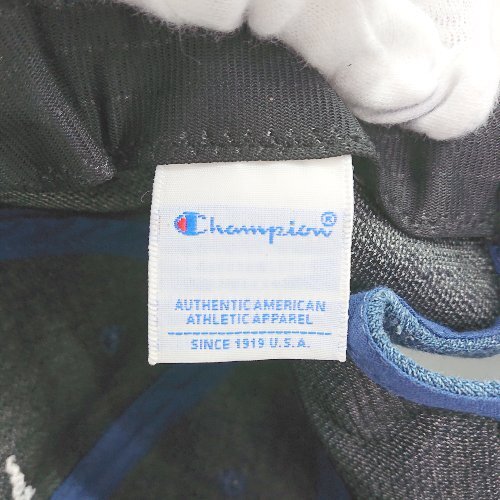 Champion®
AUTHENTIC AMERICAN
ATHLETIC APPAREL
SINCE 1919 U.S.A.